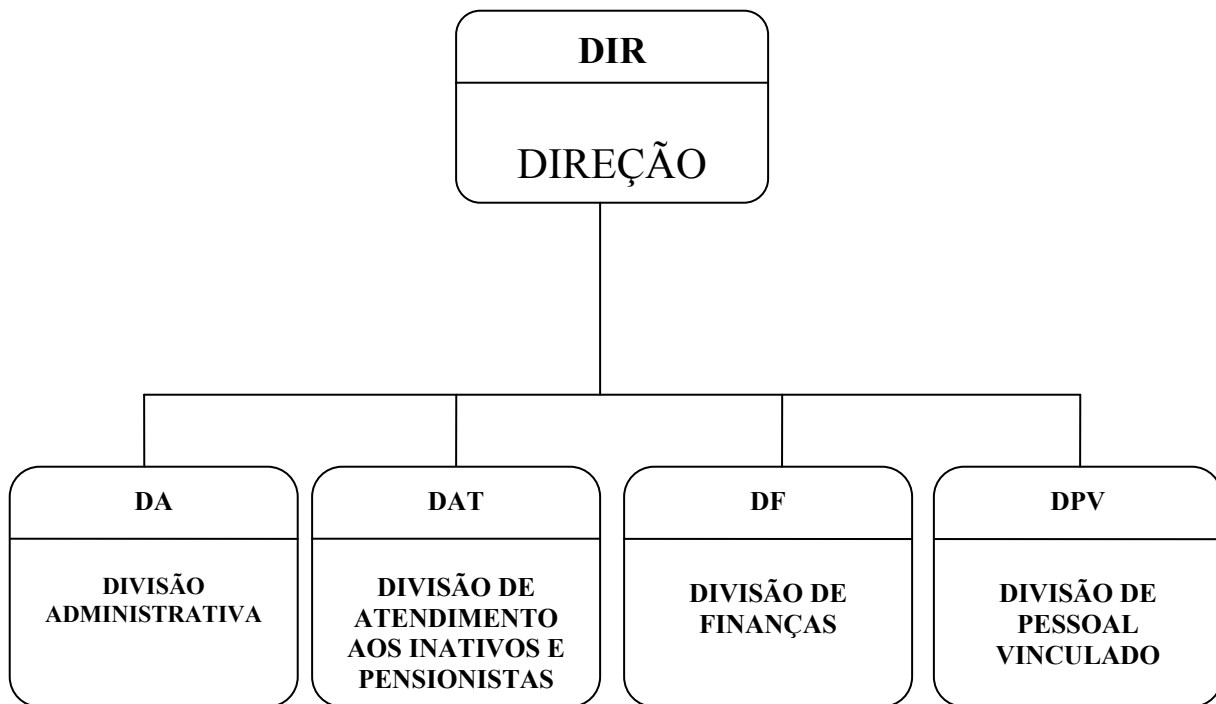 DIR
DIREÇÃO
DA
DIVISÃO
ADMINISTRATIVA
DAT
DIVISÃO DE
ATENDIMENTO
AOS INATIVOS E
PENSIONISTAS
DF
DIVISÃO DE
FINANÇAS
DPV
DIVISÃO DE
PESSOAL
VINCULADO